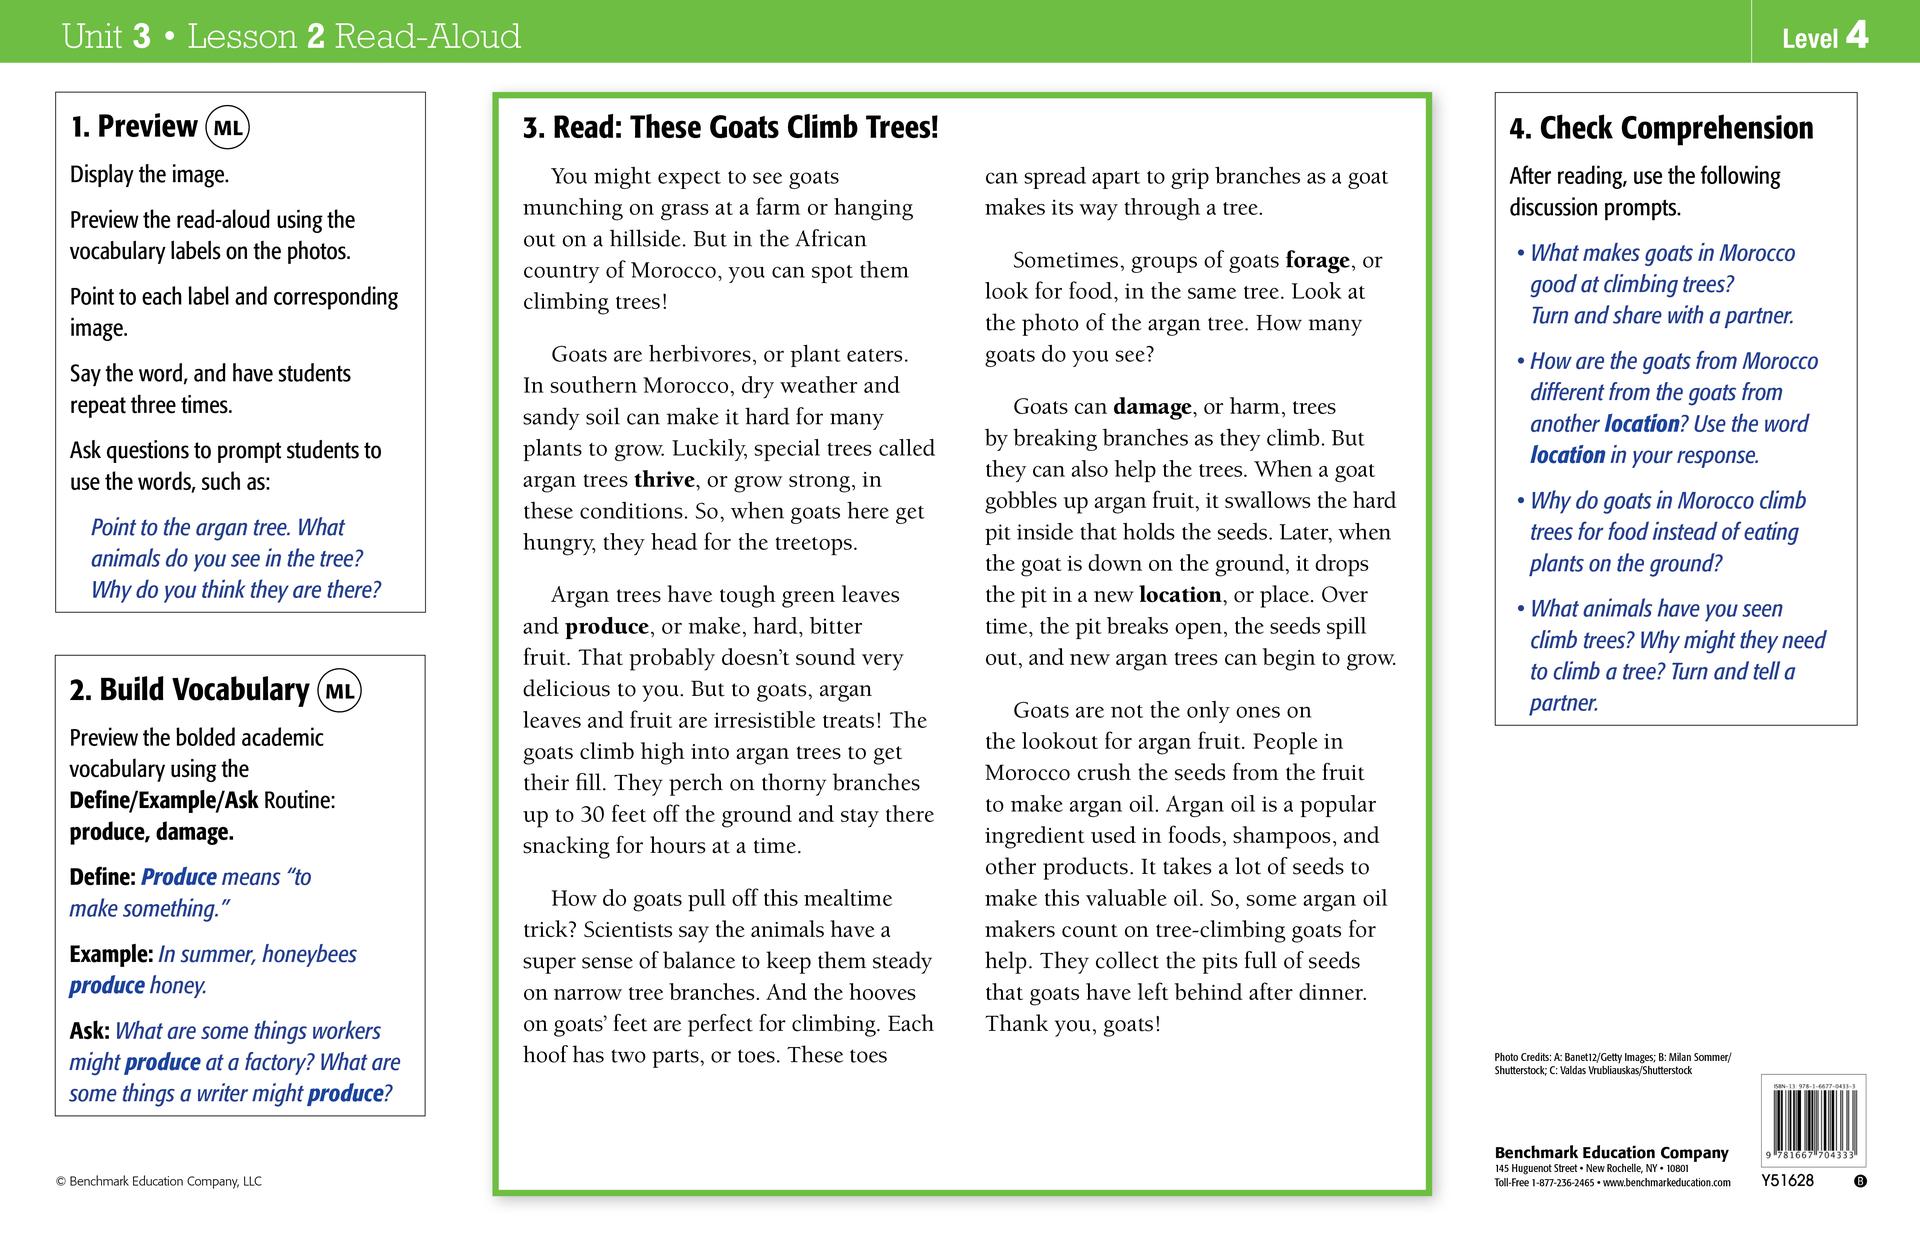 Unit 3 • Lesson 2 Read-Aloud
Level 4
1. Preview ML
Display the image.
Preview the read-aloud using the
vocabulary labels on the photos.
Point to each label and corresponding
image.
Say the word, and have students
repeat three times.
Ask questions to prompt students to
use the words, such as:
Point to the argan tree. What
animals do you see in the tree?
Why do you think they are there?
2. Build Vocabulary ML
Preview the bolded academic
vocabulary using the
Define/Example/Ask Routine:
produce, damage.
Define: Produce means “to
make something.”
Example: In summer, honeybees
produce honey.
Ask: What are some things workers
might produce at a factory? What are
some things a writer might produce?
© Benchmark Education Company, LLC
3. Read: These Goats Climb Trees!
You might expect to see goats
munching on grass at a farm or hanging
out on a hillside. But in the African
country of Morocco, you can spot them
climbing trees!
Goats are herbivores, or plant eaters.
In southern Morocco, dry weather and
sandy soil can make it hard for many
plants to grow. Luckily, special trees called
argan trees thrive, or grow strong, in
these conditions. So, when goats here get
hungry, they head for the treetops.
Argan trees have tough green leaves
and produce, or make, hard, bitter
fruit. That probably doesn’t sound very
delicious to you. But to goats, argan
leaves and fruit are irresistible treats! The
goats climb high into argan trees to get
their fill. They perch on thorny branches
up to 30 feet off the ground and stay there
snacking for hours at a time.
How do goats pull off this mealtime
trick? Scientists say the animals have a
super sense of balance to keep them steady
on narrow tree branches. And the hooves
on goats’ feet are perfect for climbing. Each
hoof has two parts, or toes. These toes
can spread apart to grip branches as a goat
makes its way through a tree.
Sometimes, groups of goats forage, or
look for food, in the same tree. Look at
the photo of the argan tree. How many
goats do you see?
Goats can damage, or harm, trees
by breaking branches as they climb. But
they can also help the trees. When a goat
gobbles up argan fruit, it swallows the hard
pit inside that holds the seeds. Later, when
the goat is down on the ground, it drops
the pit in a new location, or place. Over
time, the pit breaks open, the seeds spill
out, and new argan trees can begin to grow.
Goats are not the only ones on
the lookout for argan fruit. People in
Morocco crush the seeds from the fruit
to make argan oil. Argan oil is a popular
ingredient used in foods, shampoos, and
other products. It takes a lot of seeds to
make this valuable oil. So, some argan oil
makers count on tree-climbing goats for
help. They collect the pits full of seeds
that goats have left behind after dinner.
Thank you, goats!
4. Check Comprehension
After reading, use the following
discussion prompts.
• What makes goats in Morocco
good at climbing trees?
Turn and share with a partner.
• How are the goats from Morocco
different from the goats from
another location? Use the word
location in your response.
• Why do goats in Morocco climb
trees for food instead of eating
plants on the ground?
• What animals have you seen
climb trees? Why might they need
to climb a tree? Turn and tell a
partner.
Photo Credits: A: Banet12/Getty Images; B: Milan Sommer/
Shutterstock; C: Valdas Vrubliauskas/Shutterstock
Benchmark Education Company
145 Huguenot Street • New Rochelle, NY • 10801
Toll-Free 1-877-236-2465 • www.benchmarkeducation.com
ISBN-13: 978-1-6677-0433-3
9 781667 704333
Y51628
B